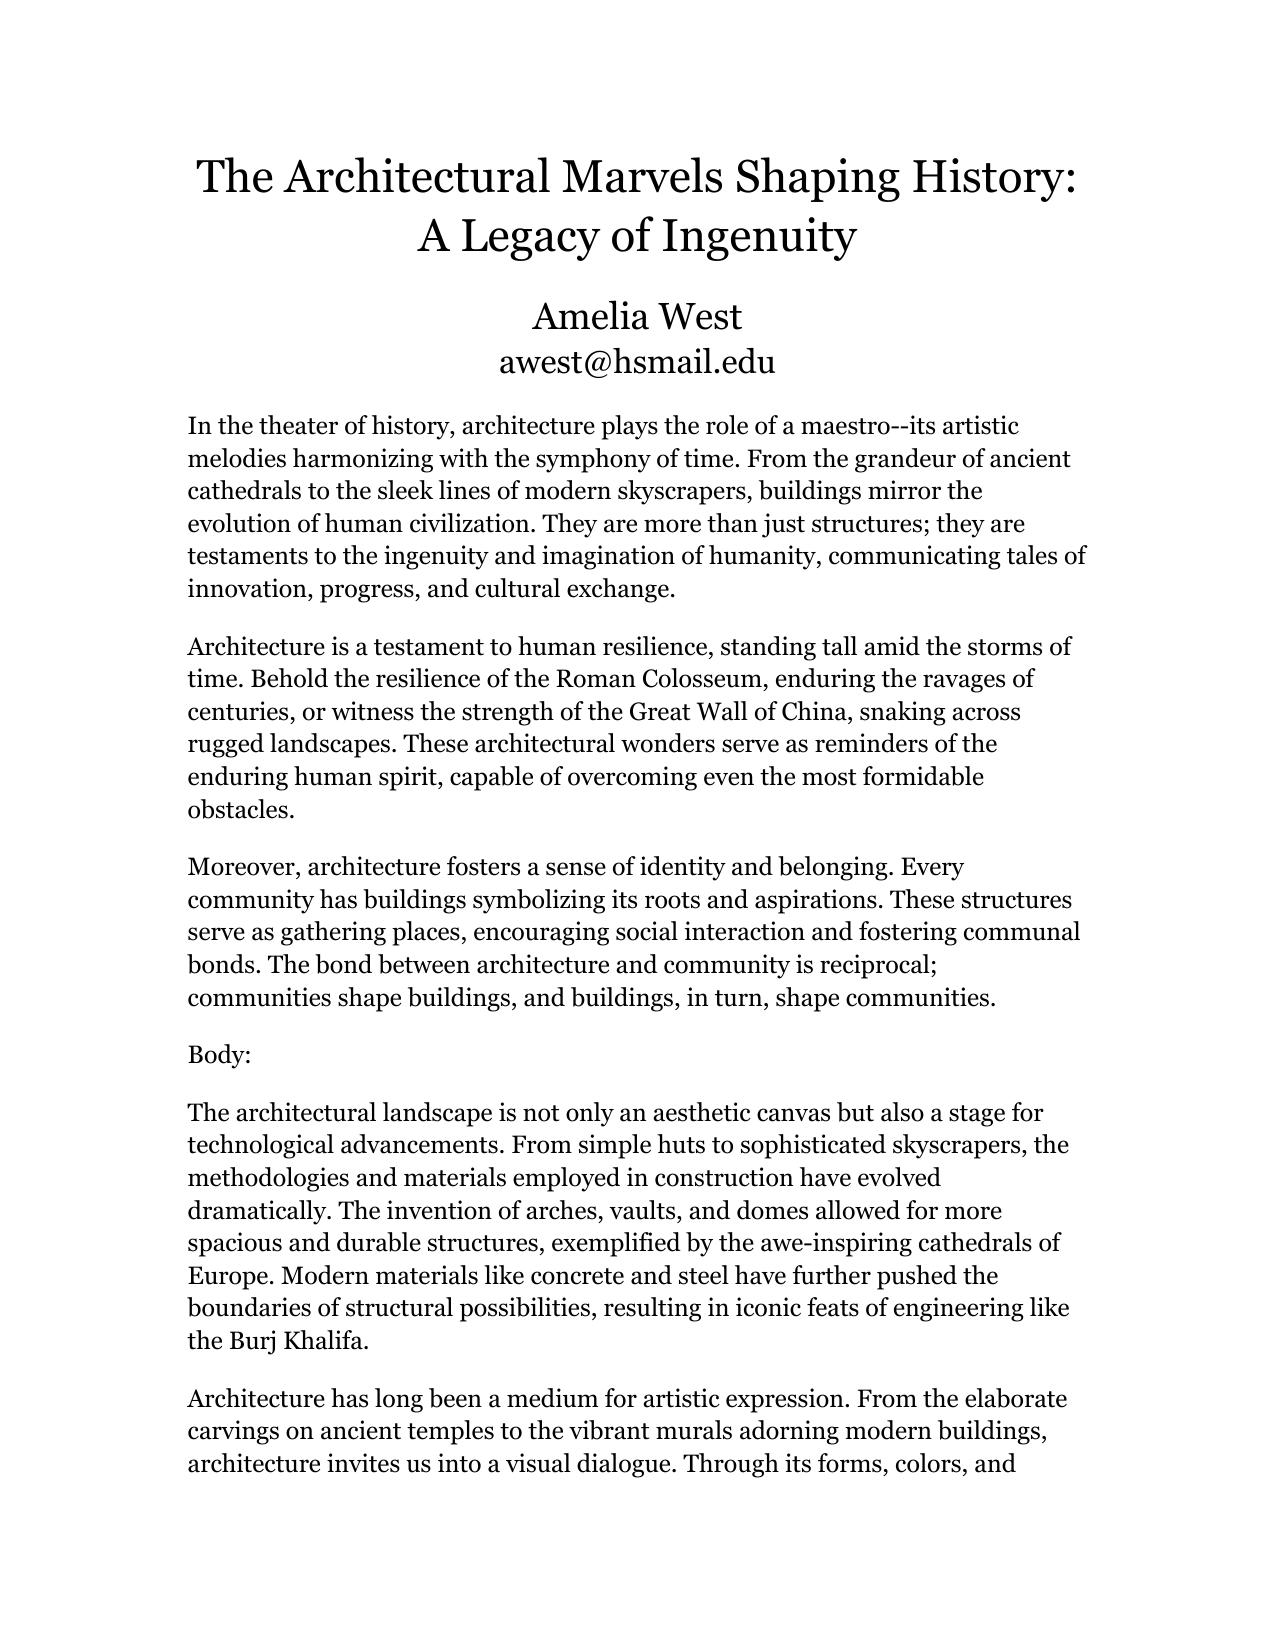 The Architectural Marvels Shaping History:
A Legacy of Ingenuity
Amelia West
awest@hsmail.edu
In the theater of history, architecture plays the role of a maestro--its artistic
melodies harmonizing with the symphony of time. From the grandeur of ancient
cathedrals to the sleek lines of modern skyscrapers, buildings mirror the
evolution of human civilization. They are more than just structures; they are
testaments to the ingenuity and imagination of humanity, communicating tales of
innovation, progress, and cultural exchange.
Architecture is a testament to human resilience, standing tall amid the storms of
time. Behold the resilience of the Roman Colosseum, enduring the ravages of
centuries, or witness the strength of the Great Wall of China, snaking across
rugged landscapes. These architectural wonders serve as reminders of the
enduring human spirit, capable of overcoming even the most formidable
obstacles.
Moreover, architecture fosters a sense of identity and belonging. Every
community has buildings symbolizing its roots and aspirations. These structures
serve as gathering places, encouraging social interaction and fostering communal
bonds. The bond between architecture and community is reciprocal;
communities shape buildings, and buildings, in turn, shape communities.
Body:
The architectural landscape is not only an aesthetic canvas but also a stage for
technological advancements. From simple huts to sophisticated skyscrapers, the
methodologies and materials employed in construction have evolved
dramatically. The invention of arches, vaults, and domes allowed for more
spacious and durable structures, exemplified by the awe-inspiring cathedrals of
Europe. Modern materials like concrete and steel have further pushed the
boundaries of structural possibilities, resulting in iconic feats of engineering like
the Burj Khalifa.
Architecture has long been a medium for artistic expression. From the elaborate
carvings on ancient temples to the vibrant murals adorning modern buildings,
architecture invites us into a visual dialogue. Through its forms, colors, and